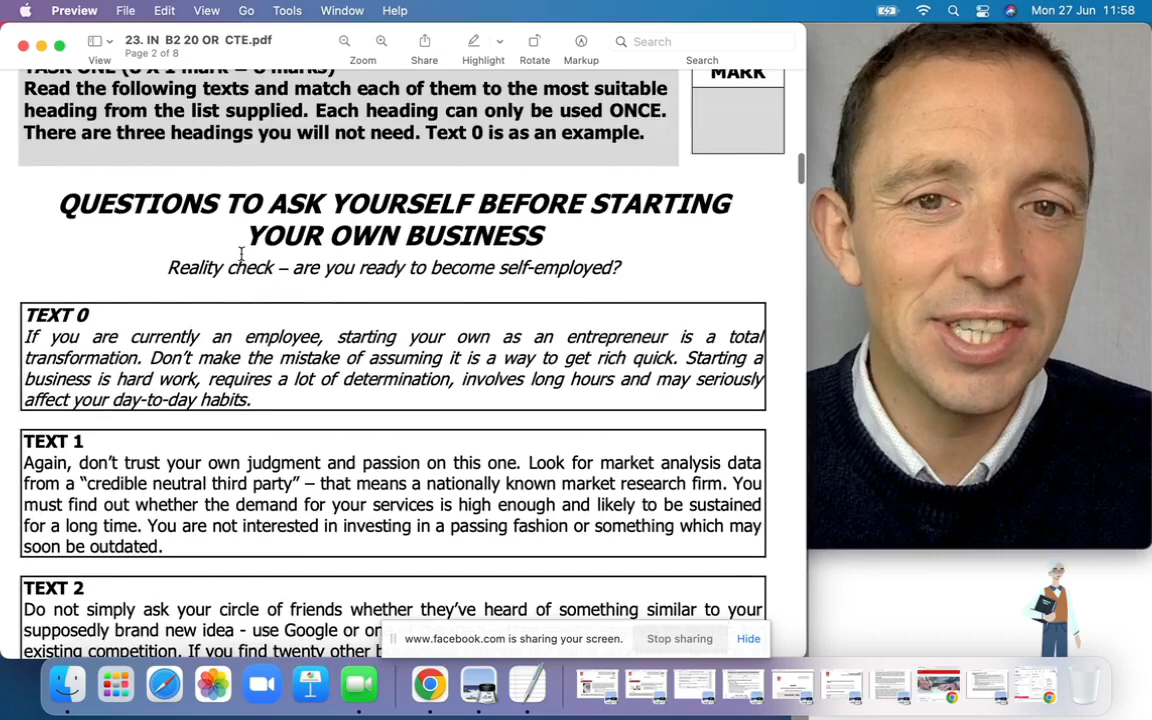 Preview File Edit View Go Tools Window Help Mon 27 Jun 11:58
23. IN B2 20 OR CTE.pdf
Page 2 of 8
View Zoom Share Highlight Rotate Markup Search
Search
TASK ONE (8 X 1 mark = 8 marks)
MARK
Read the following texts and match each of them to the most suitable
heading from the list supplied. Each heading can only be used ONCE.
There are three headings you will not need. Text 0 is as an example.
QUESTIONS TO ASK YOURSELF BEFORE STARTING
YOUR OWN BUSINESS
Reality check – are you ready to become self-employed?
TEXT 0
If you are currently an employee, starting your own as an entrepreneur is a total
transformation. Don't make the mistake of assuming it is a way to get rich quick. Starting a
business is hard work, requires a lot of determination, involves long hours and may seriously
affect your day-to-day habits.
TEXT 1
Again, don't trust your own judgment and passion on this one. Look for market analysis data
from a "credible neutral third party" – that means a nationally known market research firm. You
must find out whether the demand for your services is high enough and likely to be sustained
for a long time. You are not interested in investing in a passing fashion or something which may
soon be outdated.
TEXT 2
Do not simply ask your circle of friends whether they've heard of something similar to your
supposedly brand new idea - use Google or
existing competition. If you find twenty other
www.facebook.com is sharing your screen. Stop sharing Hide